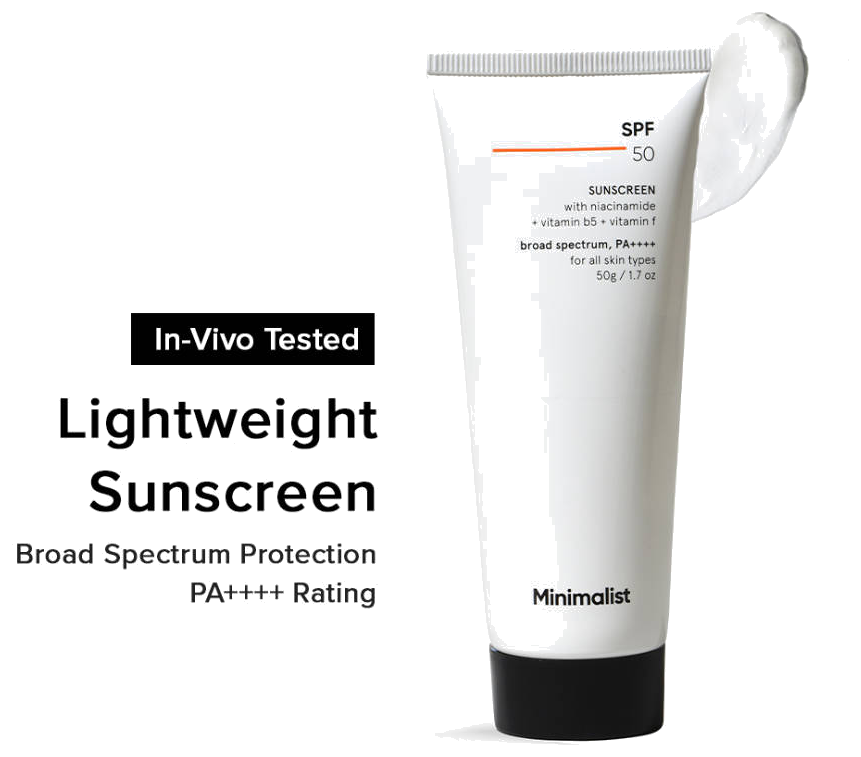 In-Vivo Tested
Lightweight
Sunscreen
Broad Spectrum Protection
PA++++ Rating
SPF
50
SUNSCREEN
with niacinamide
+ vitamin b5 + vitamin f
broad spectrum, PA++++
for all skin types
50g / 1.7 oz
Minimalist